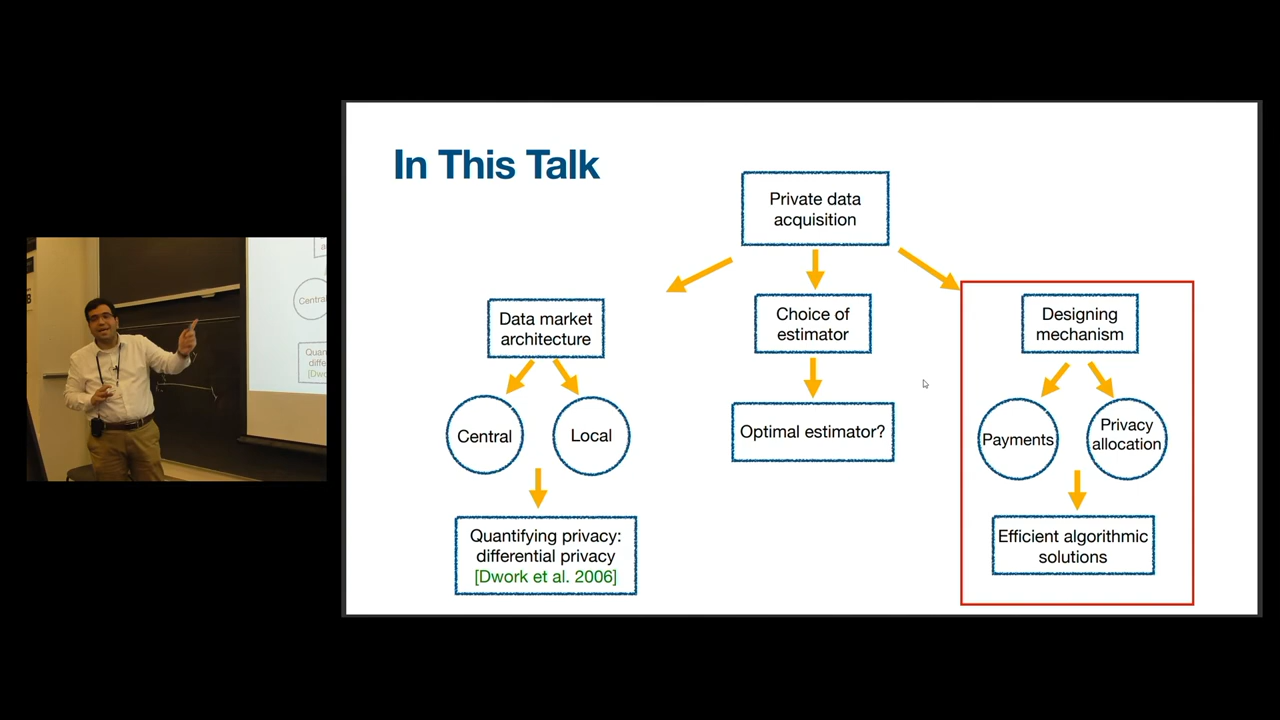 In This Talk
Private data
acquisition
Data market
architecture
Choice of
estimator
Designing
mechanism
Central
Local
Optimal estimator?
Payments
Privacy
allocation
Quantifying privacy:
differential privacy
[Dwork et al. 2006]
Efficient algorithmic
solutions
Central